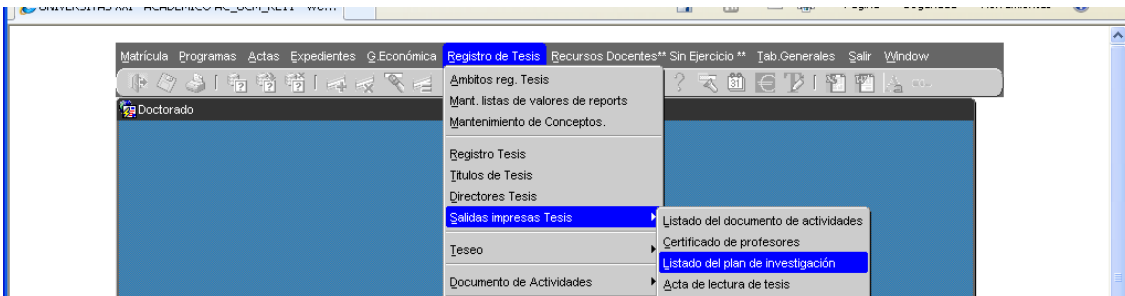 Matrícula Programas Actas Expedientes G.Económica Registro de Tesis Recursos Docentes** Sin Ejercicio ** Tab.Generales Salir Window
Doctorado
Ambitos reg. Tesis
Mant. listas de valores de reports
Mantenimiento de Conceptos.
Registro Tesis
Titulos de Tesis
Directores Tesis
Salidas impresas Tesis
Teseo
Documento de Actividades
Listado del documento de actividades
Certificado de profesores
Listado del plan de investigación
Acta de lectura de tesis